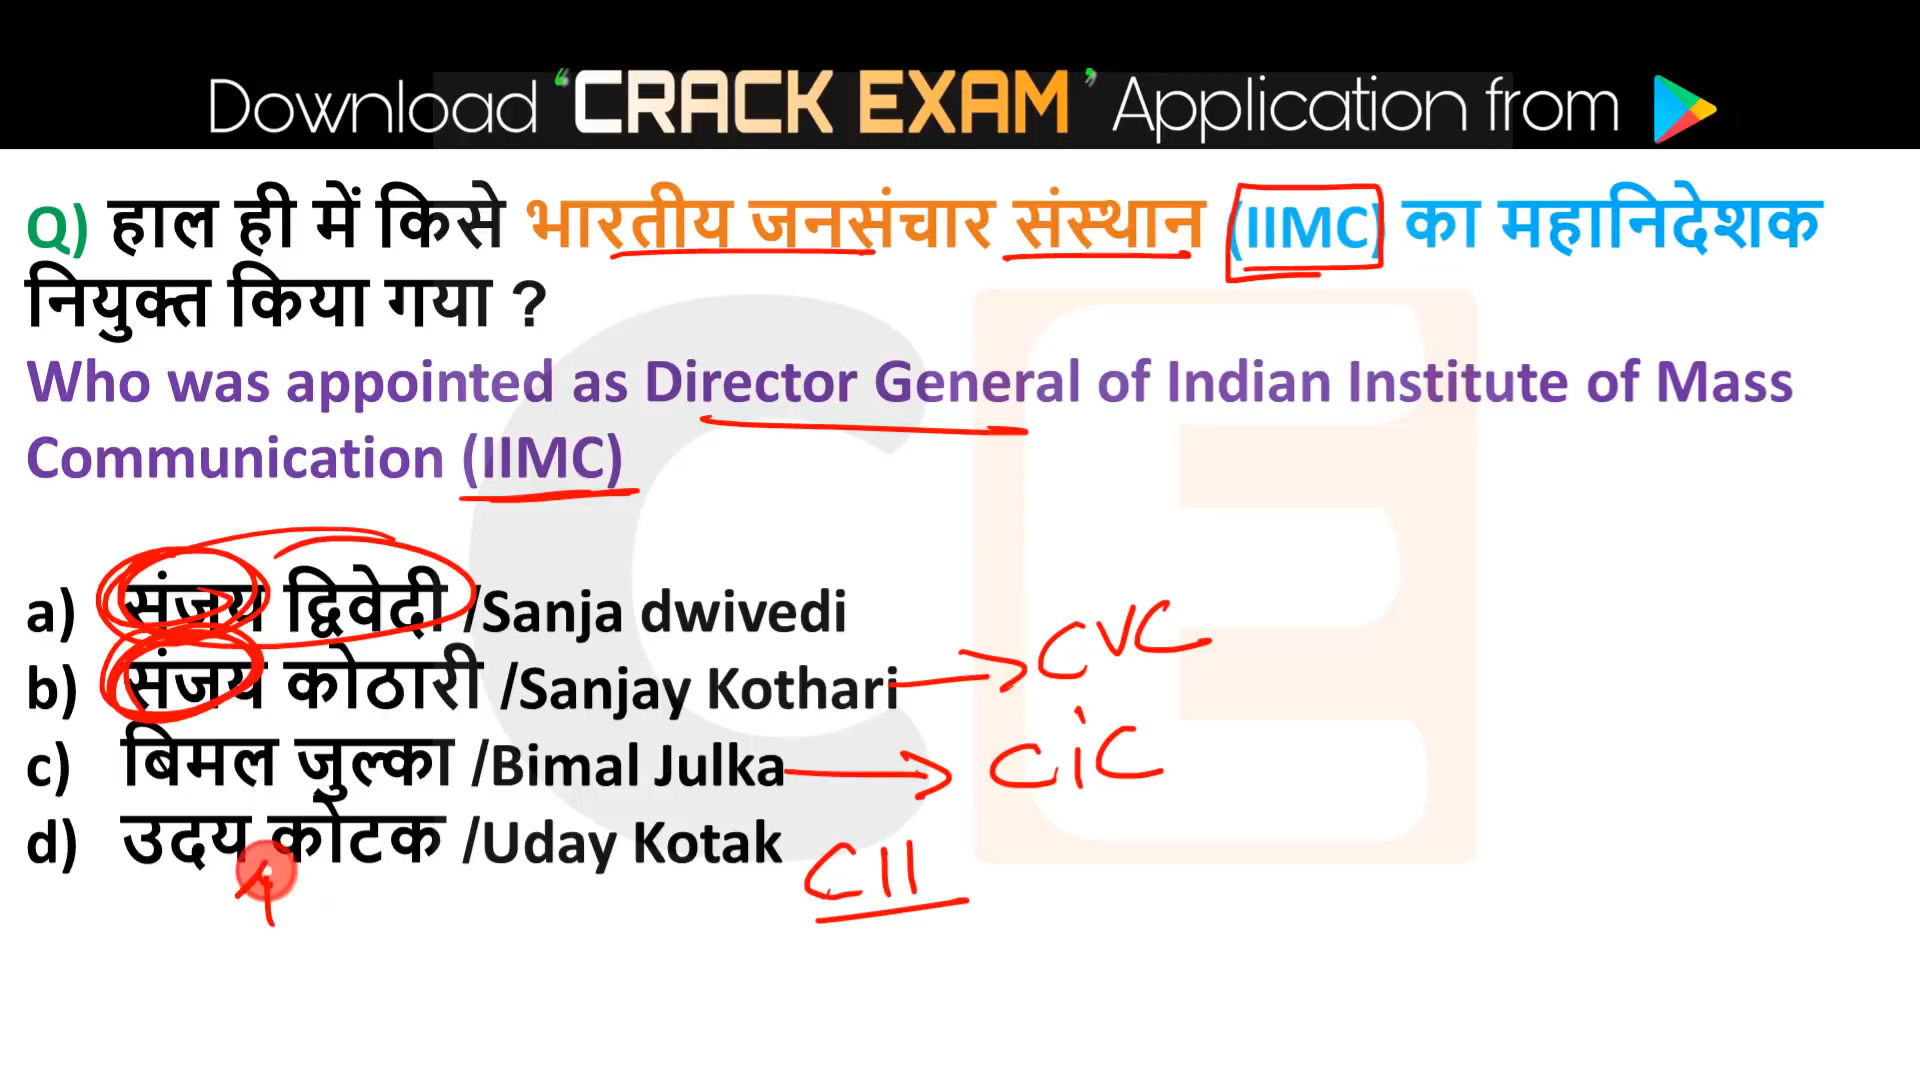 Download 'CRACK EXAM' Application from
Q) हाल ही में किसे भारतीय जनसंचार संस्थान (IIMC) का महानिदेशक
नियुक्त किया गया ?
Who was appointed as Director General of Indian Institute of Mass
Communication (IIMC)
a) संजय द्विवेदी /Sanja dwivedi
b) संजय कोठारी /Sanjay Kothari → CVC
c) बिमल जुल्का /Bimal Julka → CiC
d) उदय कोटक /Uday Kotak CII